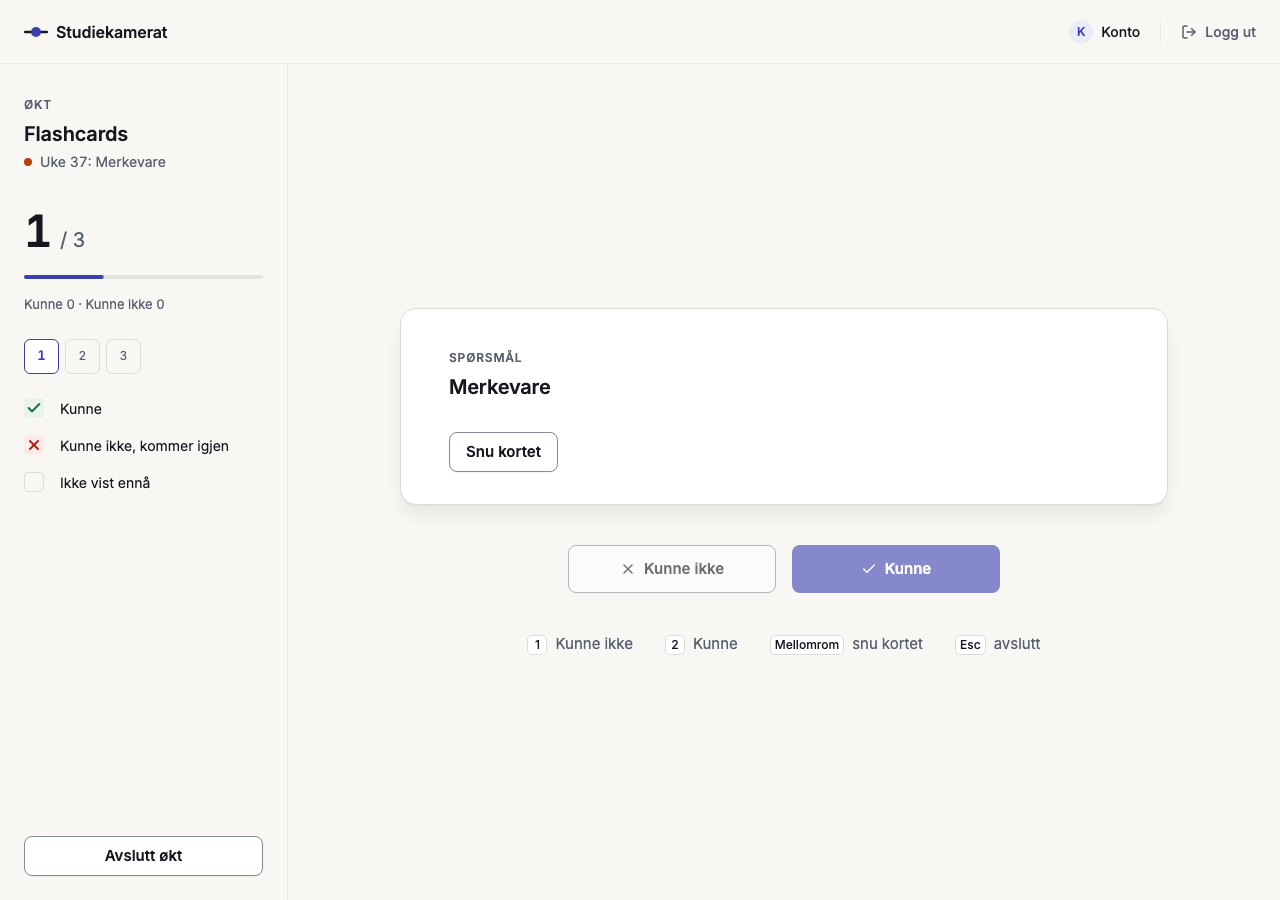 Studiekamerat
K Konto
Logg ut
ØKT
Flashcards
Uke 37: Merkevare
1 / 3
Kunne 0 · Kunne ikke 0
1 2 3
Kunne
Kunne ikke, kommer igjen
Ikke vist ennå
Avslutt økt
SPØRSMÅL
Merkevare
Snu kortet
Kunne ikke
Kunne
1 Kunne ikke 2 Kunne Mellomrom snu kortet Esc avslutt